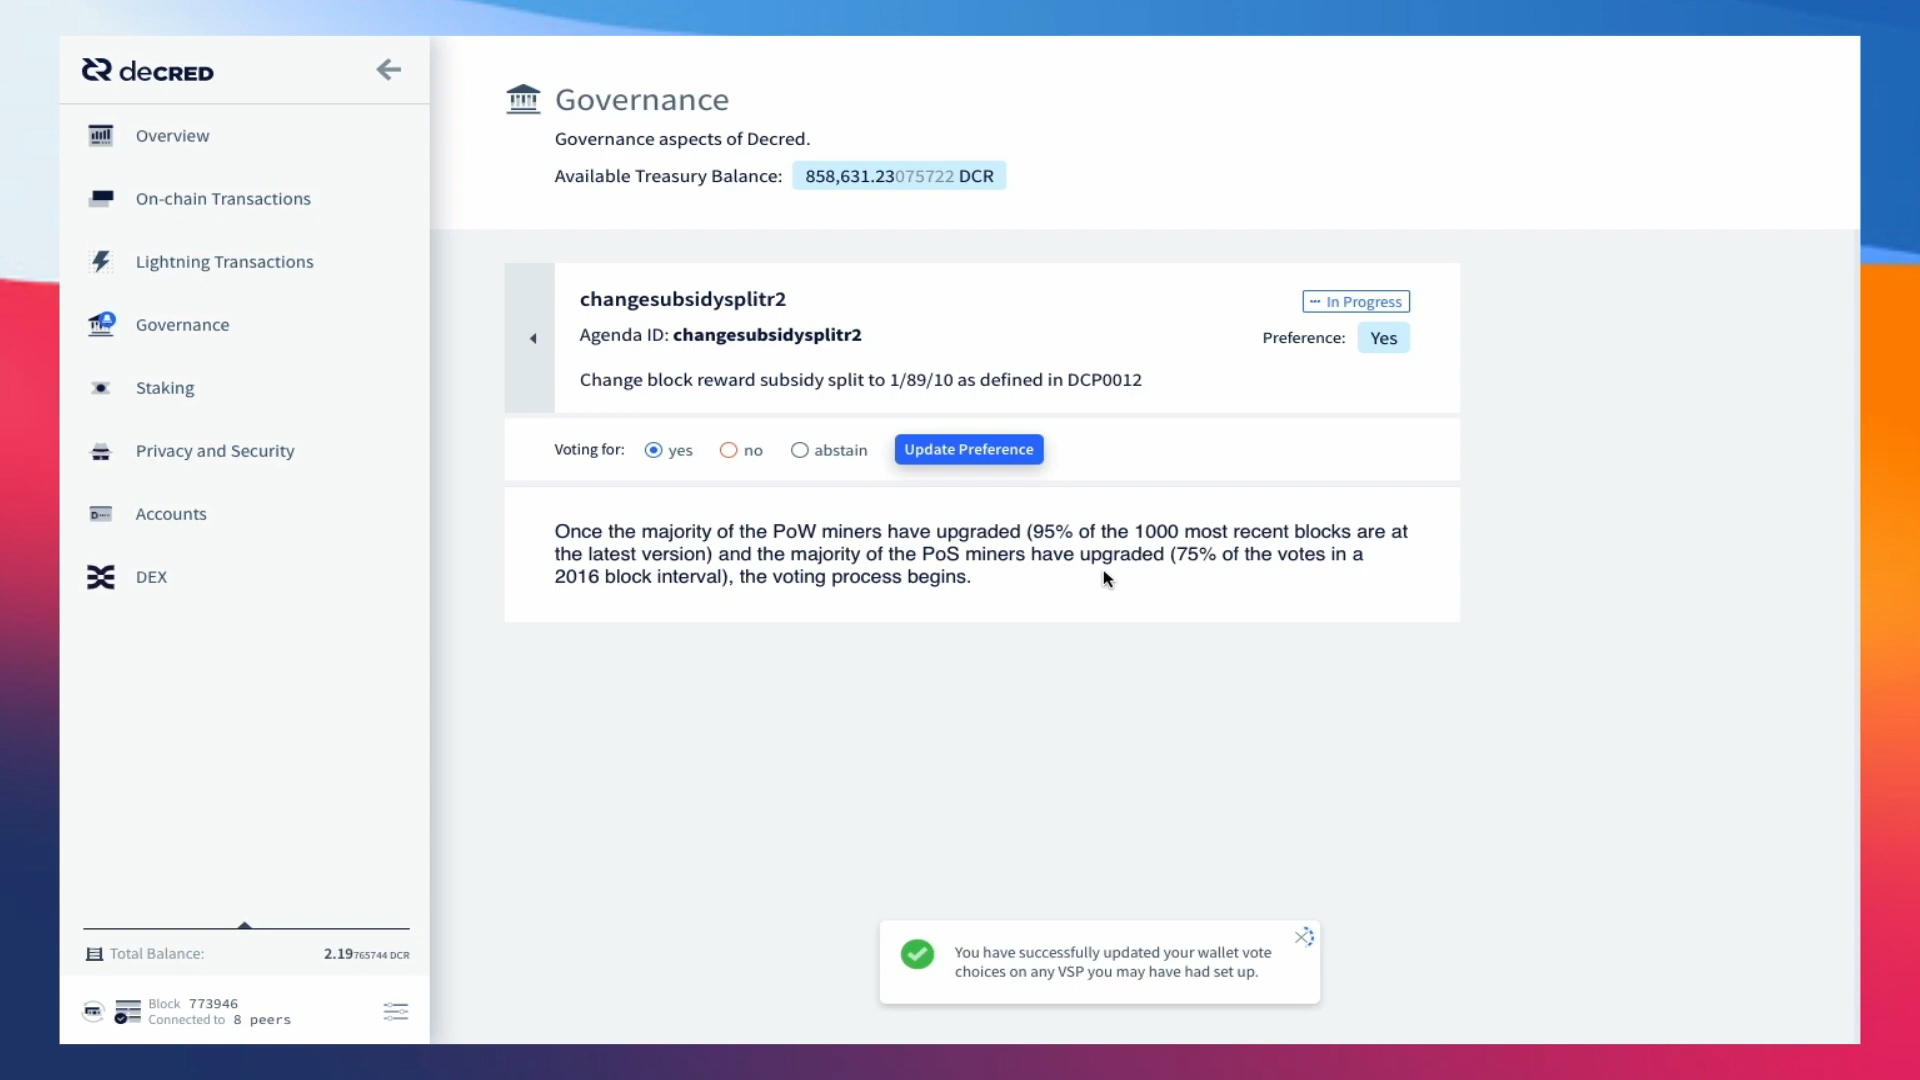 decred
Overview
On-chain Transactions
Lightning Transactions
Governance
Staking
Privacy and Security
Accounts
DEX
Total Balance: 2.19765744 DCR
Block 773946
Connected to 8 peers
Governance
Governance aspects of Decred.
Available Treasury Balance: 858,631.23075722 DCR
changesubsidysplitr2
··· In Progress
Agenda ID: changesubsidysplitr2
Preference: Yes
Change block reward subsidy split to 1/89/10 as defined in DCP0012
Voting for: yes no abstain Update Preference
Once the majority of the PoW miners have upgraded (95% of the 1000 most recent blocks are at
the latest version) and the majority of the PoS miners have upgraded (75% of the votes in a
2016 block interval), the voting process begins.
You have successfully updated your wallet vote
choices on any VSP you may have had set up.